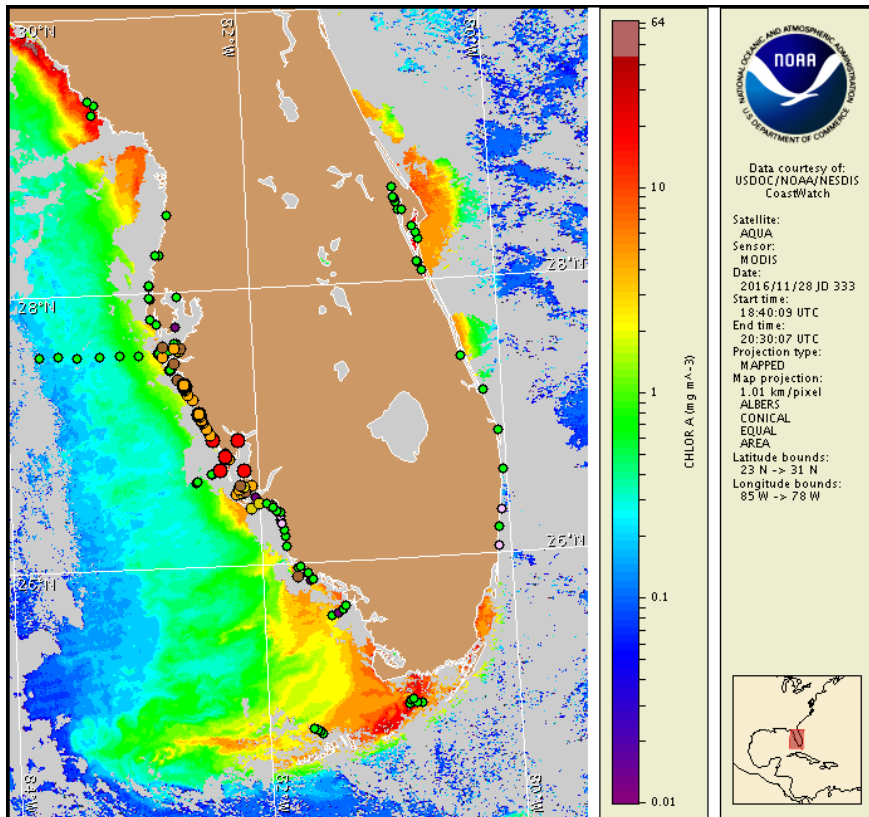 30°N
82°W
80°W
28°N
28°N
26°N
26°N
84°W
82°W
80°W
64
10
1
0.1
0.01
CHLOR A (mg m^-3)
NATIONAL OCEANIC AND ATMOSPHERIC ADMINISTRATION
NOAA
U.S. DEPARTMENT OF COMMERCE
Data courtesy of:
USDOC/NOAA/NESDIS
CoastWatch
Satellite:
AQUA
Sensor:
MODIS
Date:
2016/11/28 JD 333
Start time:
18:40:09 UTC
End time:
20:30:07 UTC
Projection type:
MAPPED
Map projection:
1.01 km/pixel
ALBERS
CONICAL
EQUAL
AREA
Latitude bounds:
23 N -> 31 N
Longitude bounds:
85 W -> 78 W